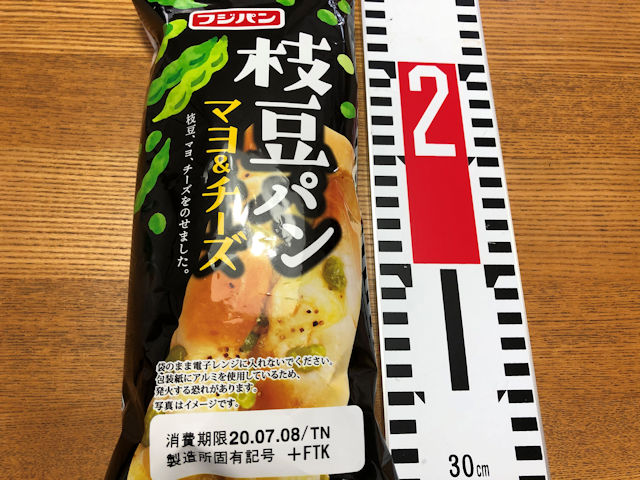 フジパン
枝豆パン
マヨ&チーズ
枝豆、マヨ、チーズをのせました。
袋のまま電子レンジに入れないでください。
包装紙にアルミを使用しているため、
発火する恐れがあります。
写真はイメージです。
消費期限20.07.08/TN
製造所固有記号 +FTK
2
1
30cm